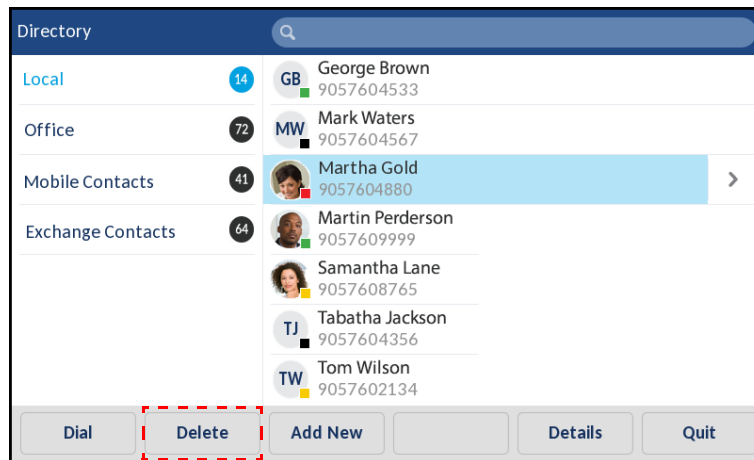 Directory
Local 14
Office 72
Mobile Contacts 41
Exchange Contacts 64
GB George Brown
9057604533
MW Mark Waters
9057604567
Martha Gold
9057604880
Martin Perderson
9057609999
Samantha Lane
9057608765
TJ Tabatha Jackson
9057604356
TW Tom Wilson
9057602134
Dial Delete Add New Details Quit